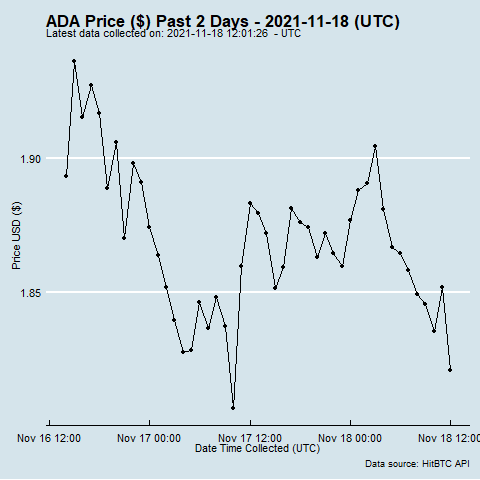 ADA Price ($) Past 2 Days - 2021-11-18 (UTC)
Latest data collected on: 2021-11-18 12:01:26 - UTC
1.90
1.85
Price USD ($)
Nov 16 12:00 Nov 17 00:00 Nov 17 12:00 Nov 18 00:00 Nov 18 12:00
Date Time Collected (UTC)
Data source: HitBTC API